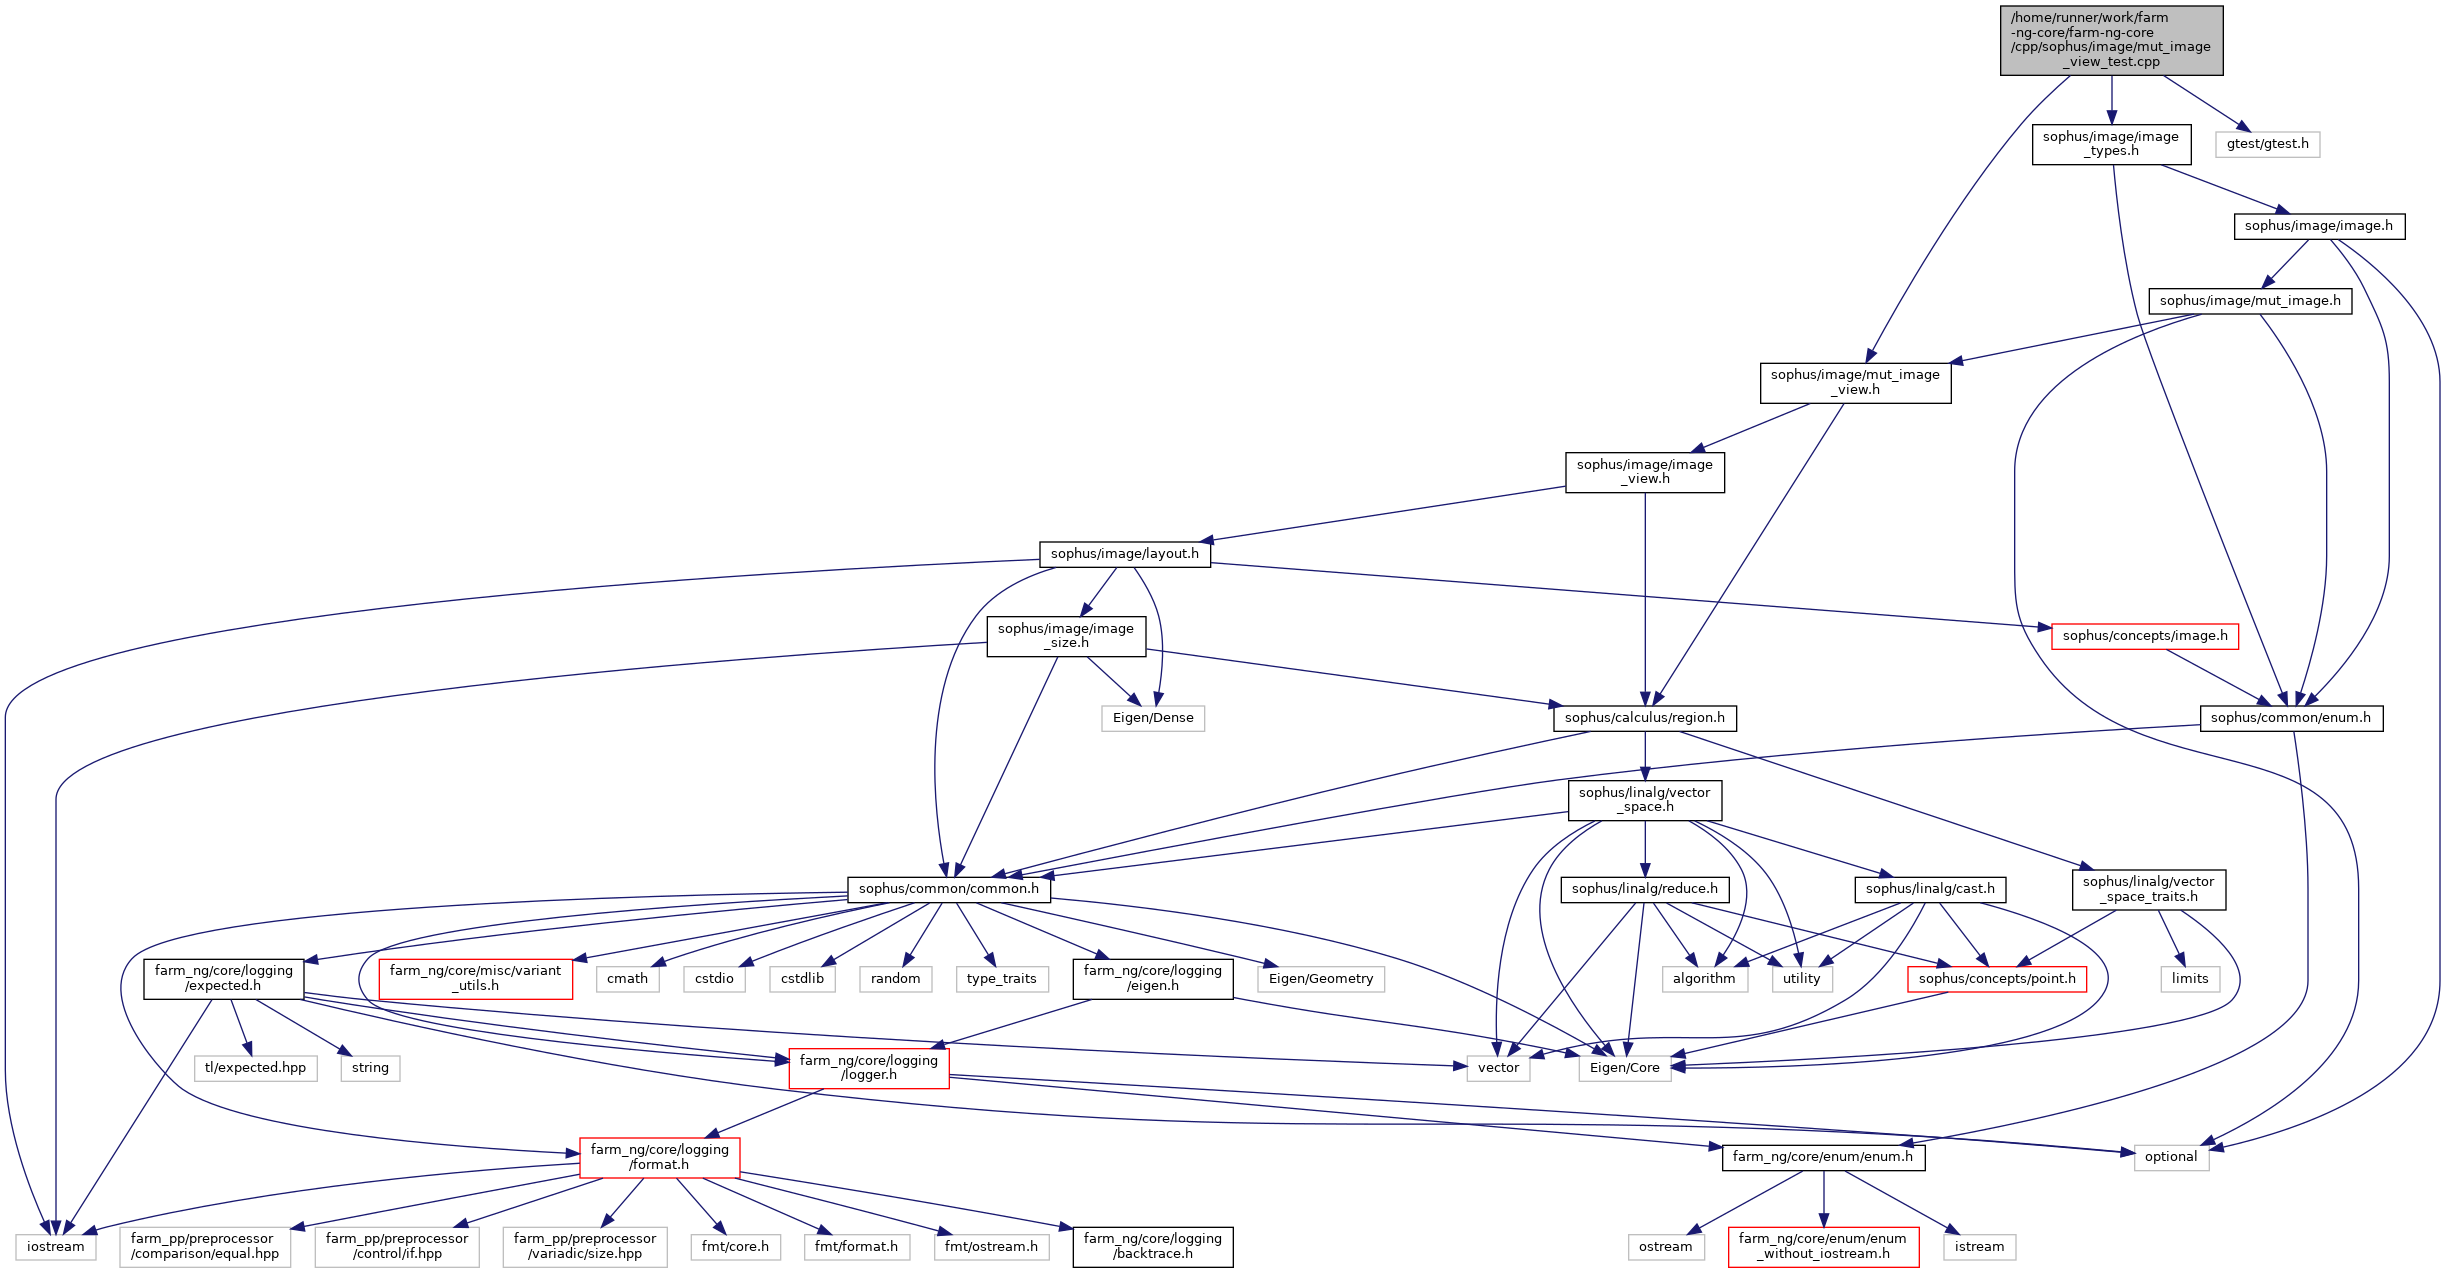 /home/runner/work/farm
-ng-core/farm-ng-core
/cpp/sophus/image/mut_image
_view_test.cpp
sophus/image/image
_types.h
gtest/gtest.h
sophus/image/image.h
sophus/image/mut_image.h
sophus/image/mut_image
_view.h
sophus/image/image
_view.h
sophus/image/layout.h
sophus/image/image
_size.h
sophus/concepts/image.h
Eigen/Dense
sophus/calculus/region.h
sophus/common/enum.h
sophus/linalg/vector
_space.h
sophus/common/common.h
sophus/linalg/reduce.h
sophus/linalg/cast.h
sophus/linalg/vector
_space_traits.h
farm_ng/core/logging
/expected.h
farm_ng/core/misc/variant
_utils.h
cmath
cstdio
cstdlib
random
type_traits
farm_ng/core/logging
/eigen.h
Eigen/Geometry
algorithm
utility
sophus/concepts/point.h
limits
tl/expected.hpp
string
farm_ng/core/logging
/logger.h
vector
Eigen/Core
farm_ng/core/logging
/format.h
farm_ng/core/enum/enum.h
optional
iostream
farm_pp/preprocessor
/comparison/equal.hpp
farm_pp/preprocessor
/control/if.hpp
farm_pp/preprocessor
/variadic/size.hpp
fmt/core.h
fmt/format.h
fmt/ostream.h
farm_ng/core/logging
/backtrace.h
ostream
farm_ng/core/enum/enum
_without_iostream.h
istream